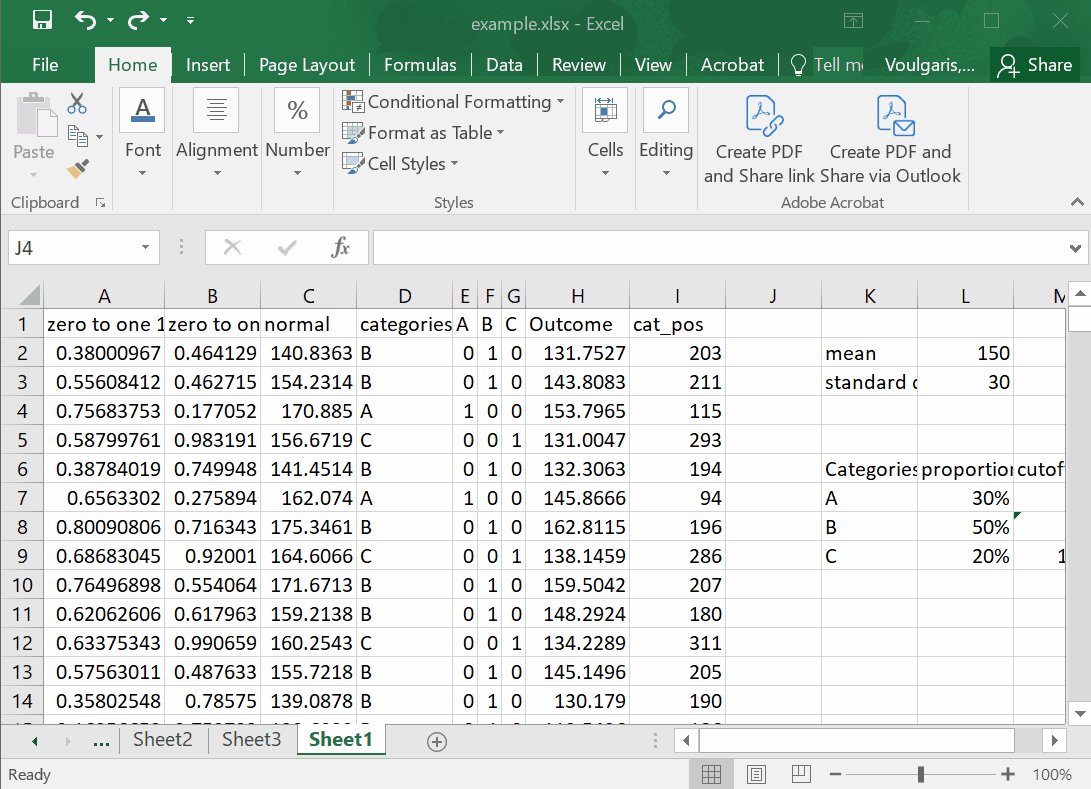 example.xlsx - Excel
File Home Insert Page Layout Formulas Data Review View Acrobat Tell me Voulgaris,... Share
Paste Font Alignment % Number Conditional Formatting Format as Table Cell Styles Cells Editing Create PDF and Share link Create PDF and Share via Outlook
Clipboard Styles Adobe Acrobat
J4 fx
A B C D E F G H I J K L M
1 zero to one 1 zero to on normal categories A B C Outcome cat_pos
2 0.38000967 0.464129 140.8363 B 0 1 0 131.7527 203 mean 150
3 0.55608412 0.462715 154.2314 B 0 1 0 143.8083 211 standard d 30
4 0.75683753 0.177052 170.885 A 1 0 0 153.7965 115
5 0.58799761 0.983191 156.6719 C 0 0 1 131.0047 293
6 0.38784019 0.749948 141.4514 B 0 1 0 132.3063 194 Categories proportion cutoff
7 0.6563302 0.275894 162.074 A 1 0 0 145.8666 94 A 30%
8 0.80090806 0.716343 175.3461 B 0 1 0 162.8115 196 B 50%
9 0.68683045 0.92001 164.6066 C 0 0 1 138.1459 286 C 20% 1
10 0.76496898 0.554064 171.6713 B 0 1 0 159.5042 207
11 0.62062606 0.617963 159.2138 B 0 1 0 148.2924 180
12 0.63375343 0.990659 160.2543 C 0 0 1 134.2289 311
13 0.57563011 0.487633 155.7218 B 0 1 0 145.1496 205
14 0.35802548 0.78575 139.0878 B 0 1 0 130.179 190
... Sheet2 Sheet3 Sheet1
Ready 100%